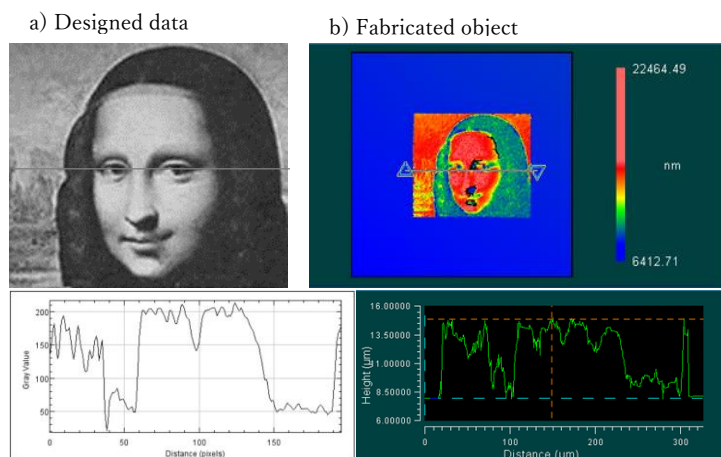 a) Designed data
b) Fabricated object
22464.49
nm
6412.71
200
150
100
50
Gray Value
0
50
100
150
Distance (pixels)
16.00000
13.50000
11.00000
8.50000
6.00000
Height (µm)
0
100
200
300
Distance (µm)